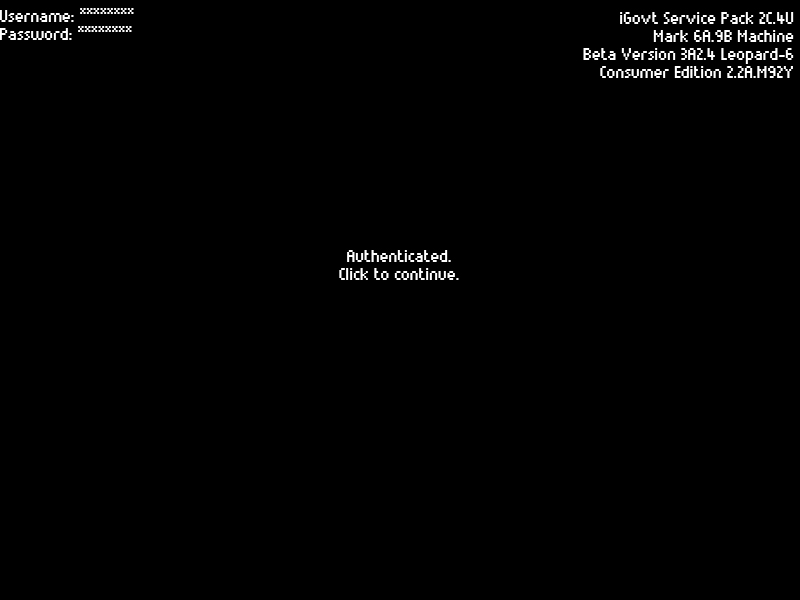 Username: ********
Password: ********
iGovt Service Pack 2C.4U
Mark 6A.9B Machine
Beta Version 3A2.4 Leopard-6
Consumer Edition 2.2A.M92Y
Authenticated.
Click to continue.